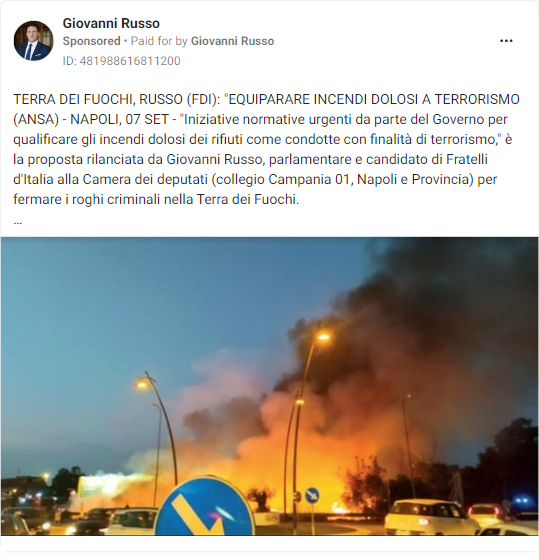 Giovanni Russo
Sponsored • Paid for by Giovanni Russo
ID: 481988616811200
TERRA DEI FUOCHI, RUSSO (FDI): "EQUIPARARE INCENDI DOLOSI A TERRORISMO
(ANSA) - NAPOLI, 07 SET - "Iniziative normative urgenti da parte del Governo per
qualificare gli incendi dolosi dei rifiuti come condotte con finalità di terrorismo," è
la proposta rilanciata da Giovanni Russo, parlamentare e candidato di Fratelli
d'Italia alla Camera dei deputati (collegio Campania 01, Napoli e Provincia) per
fermare i roghi criminali nella Terra dei Fuochi.
...